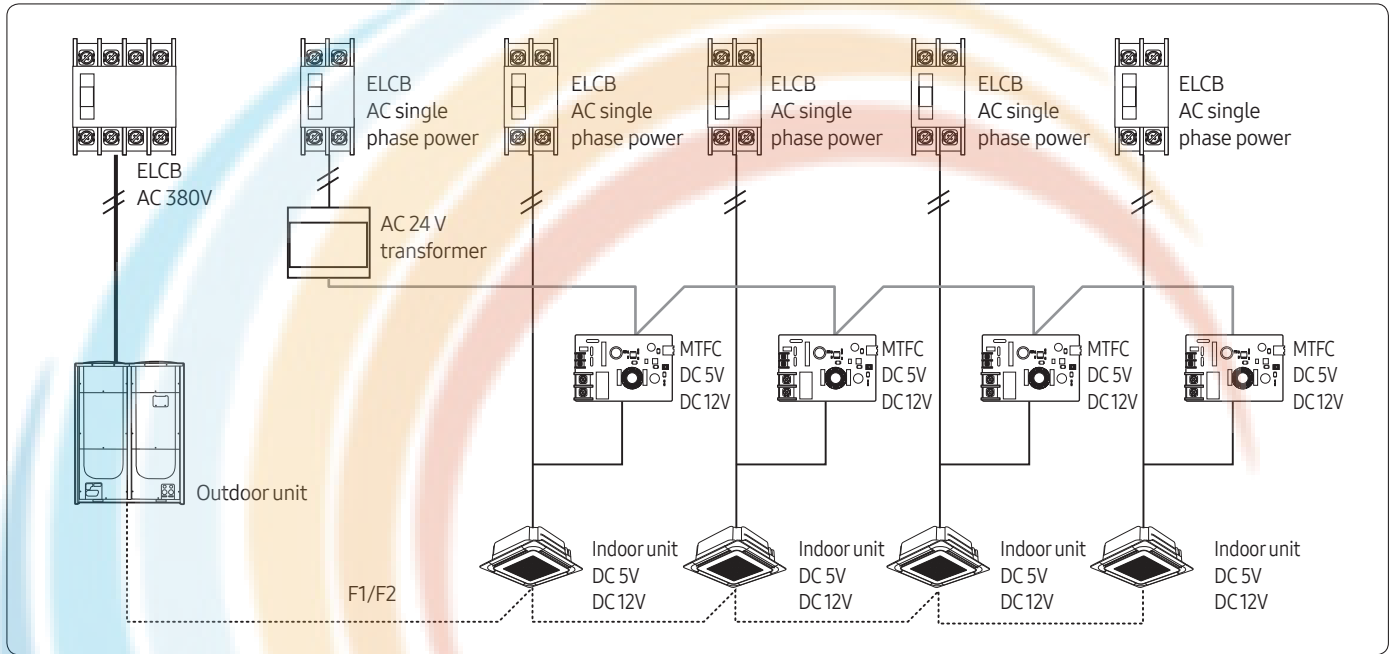 ELCB
AC 380V
ELCB
AC single
phase power
ELCB
AC single
phase power
ELCB
AC single
phase power
ELCB
AC single
phase power
ELCB
AC single
phase power
AC 24 V
transformer
MTFC
DC 5V
DC 12V
MTFC
DC 5V
DC 12V
MTFC
DC 5V
DC 12V
MTFC
DC 5V
DC 12V
Outdoor unit
Indoor unit
DC 5V
DC 12V
Indoor unit
DC 5V
DC 12V
Indoor unit
DC 5V
DC 12V
Indoor unit
DC 5V
DC 12V
F1/F2